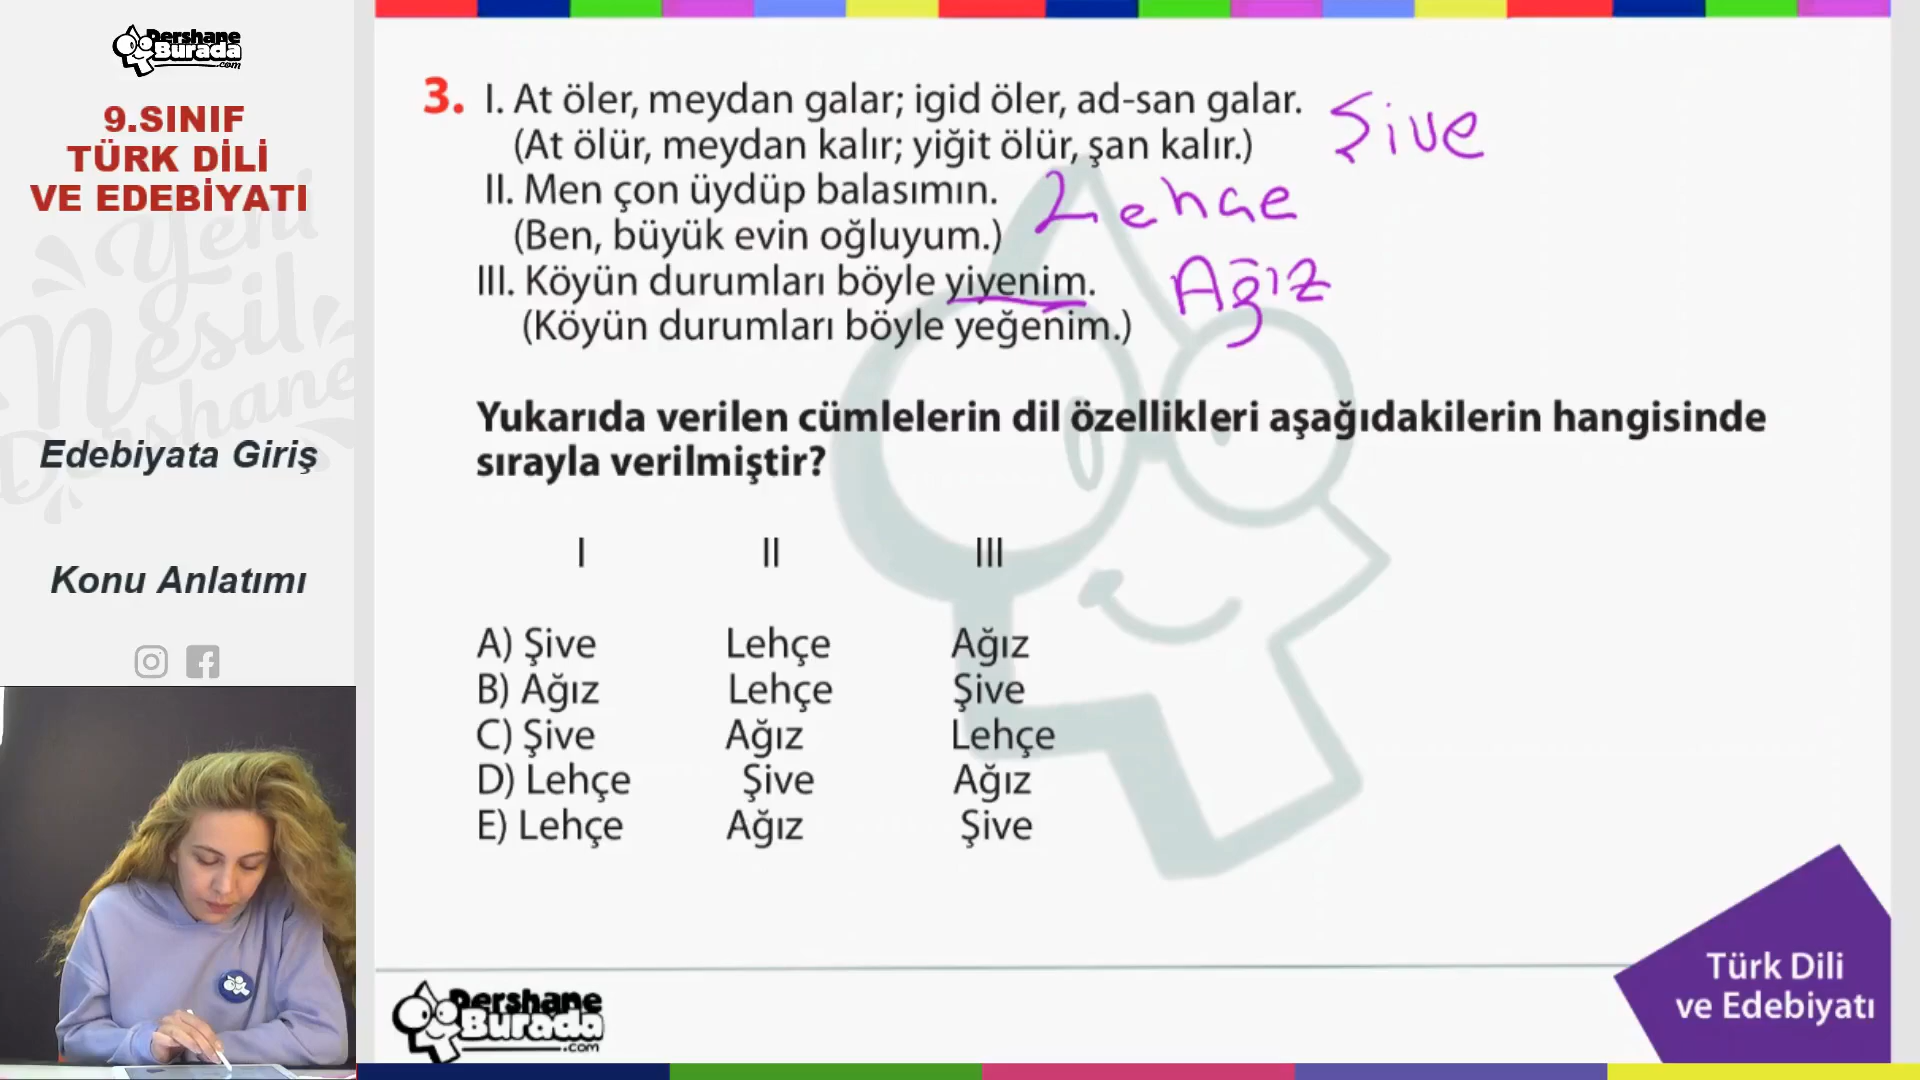 Dershane
Burada
.com
9.SINIF
TÜRK DİLİ
VE EDEBİYATI
Yeni
Nesil
Dershane
Edebiyata Giriş
Konu Anlatımı
3. I. At öler, meydan galar; igid öler, ad-san galar.
(At ölür, meydan kalır; yiğit ölür, şan kalır.)
Şive
II. Men çon üydüp balasımın.
(Ben, büyük evin oğluyum.)
Lehçe
III. Köyün durumları böyle yiyenim.
(Köyün durumları böyle yeğenim.)
Ağız
Yukarıda verilen cümlelerin dil özellikleri aşağıdakilerin hangisinde
sırayla verilmiştir?
I II III
A) Şive Lehçe Ağız
B) Ağız Lehçe Şive
C) Şive Ağız Lehçe
D) Lehçe Şive Ağız
E) Lehçe Ağız Şive
Dershane
Burada
.com
Türk Dili
ve Edebiyatı